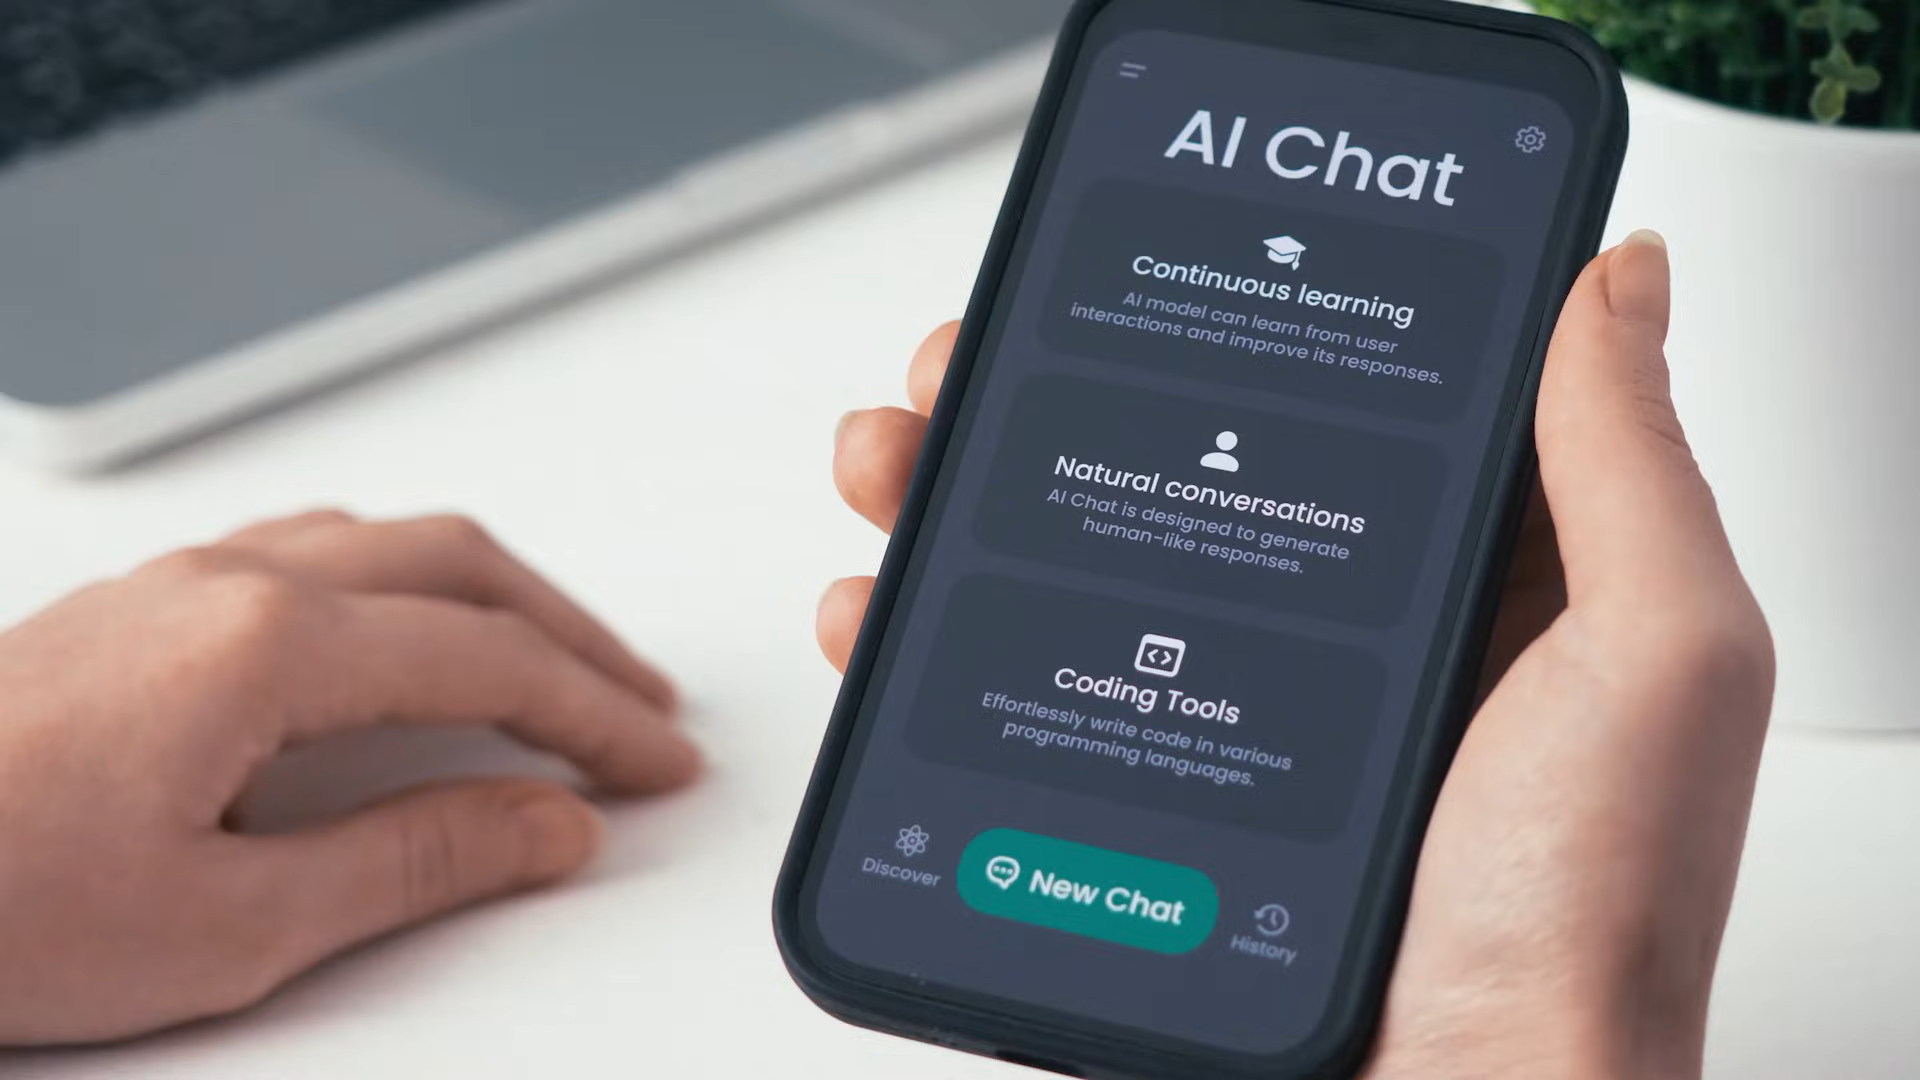 AI Chat
Continuous learning
AI model can learn from user
interactions and improve its responses.
Natural conversations
AI Chat is designed to generate
human-like responses.
Coding Tools
Effortlessly write code in various
programming languages.
Discover
New Chat
History